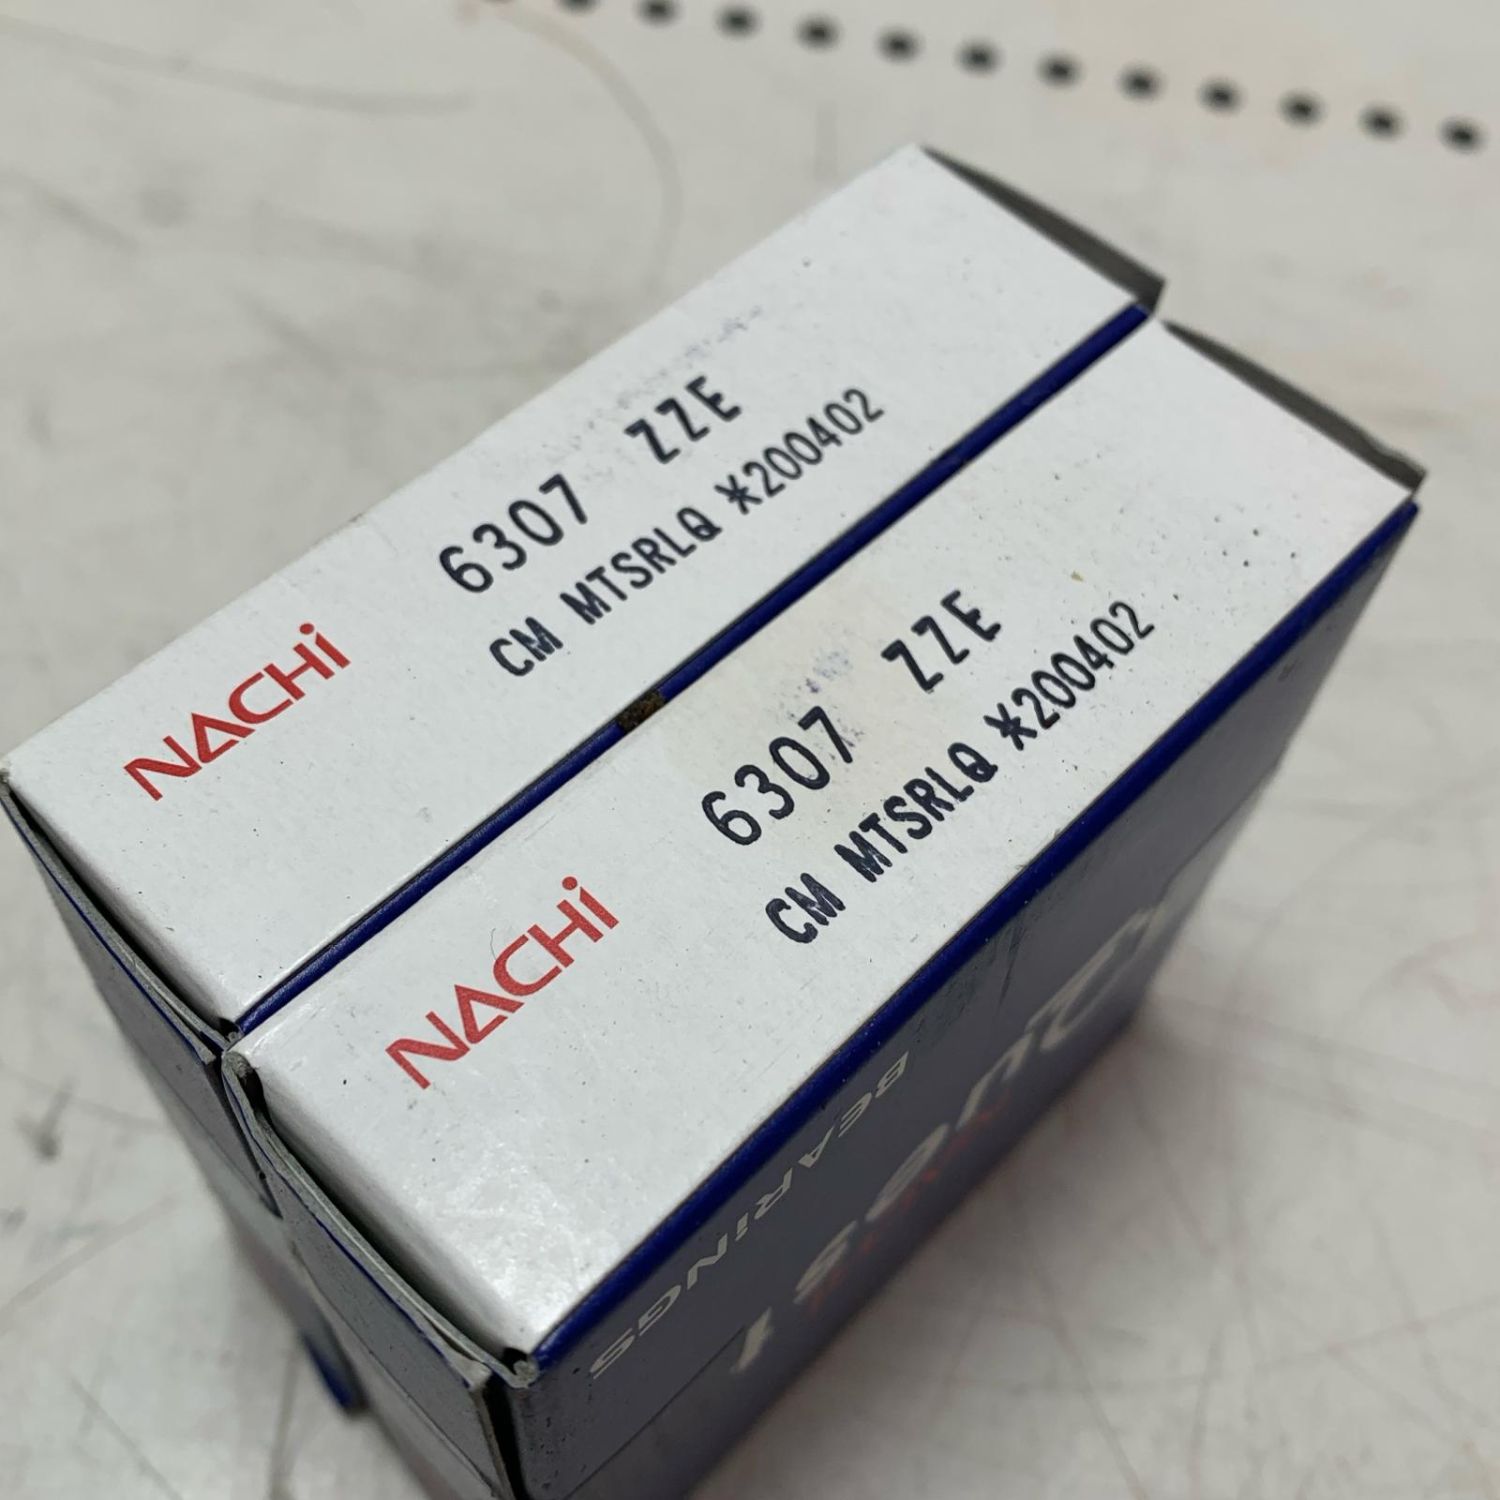 NACHi
6307 ZZE
CM MTSRLQ *200402
NACHi
6307 ZZE
CM MTSRLQ *200402
BEARiNGS